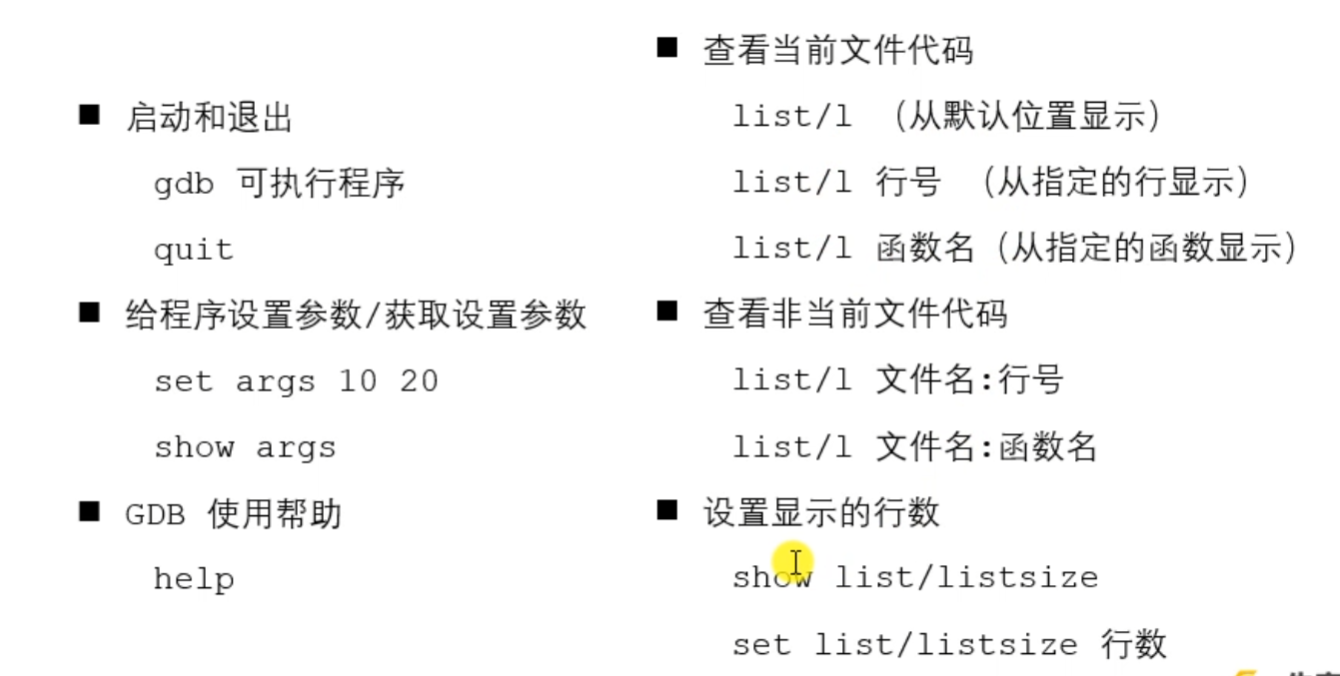 ■ 启动和退出
gdb 可执行程序
quit
■ 给程序设置参数/获取设置参数
set args 10 20
show args
■ GDB 使用帮助
help
■ 查看当前文件代码
list/l （从默认位置显示）
list/l 行号 （从指定的行显示）
list/l 函数名（从指定的函数显示）
■ 查看非当前文件代码
list/l 文件名:行号
list/l 文件名:函数名
■ 设置显示的行数
show list/listsize
set list/listsize 行数